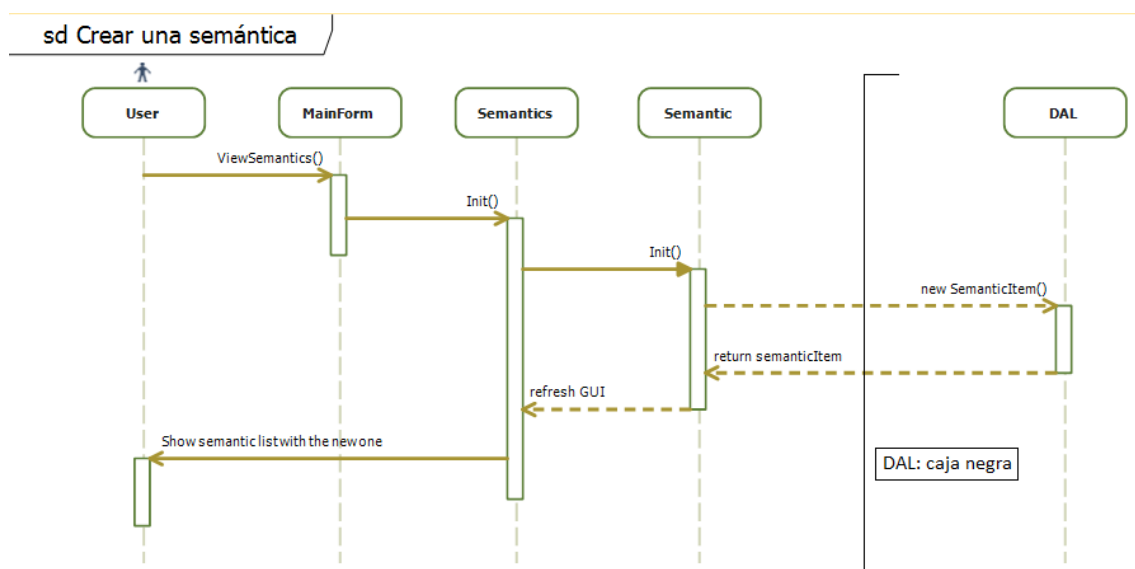 sd Crear una semántica
User
MainForm
Semantics
Semantic
DAL
ViewSemantics()
Init()
Init()
new SemanticItem()
return semanticItem
refresh GUI
Show semantic list with the new one
DAL: caja negra